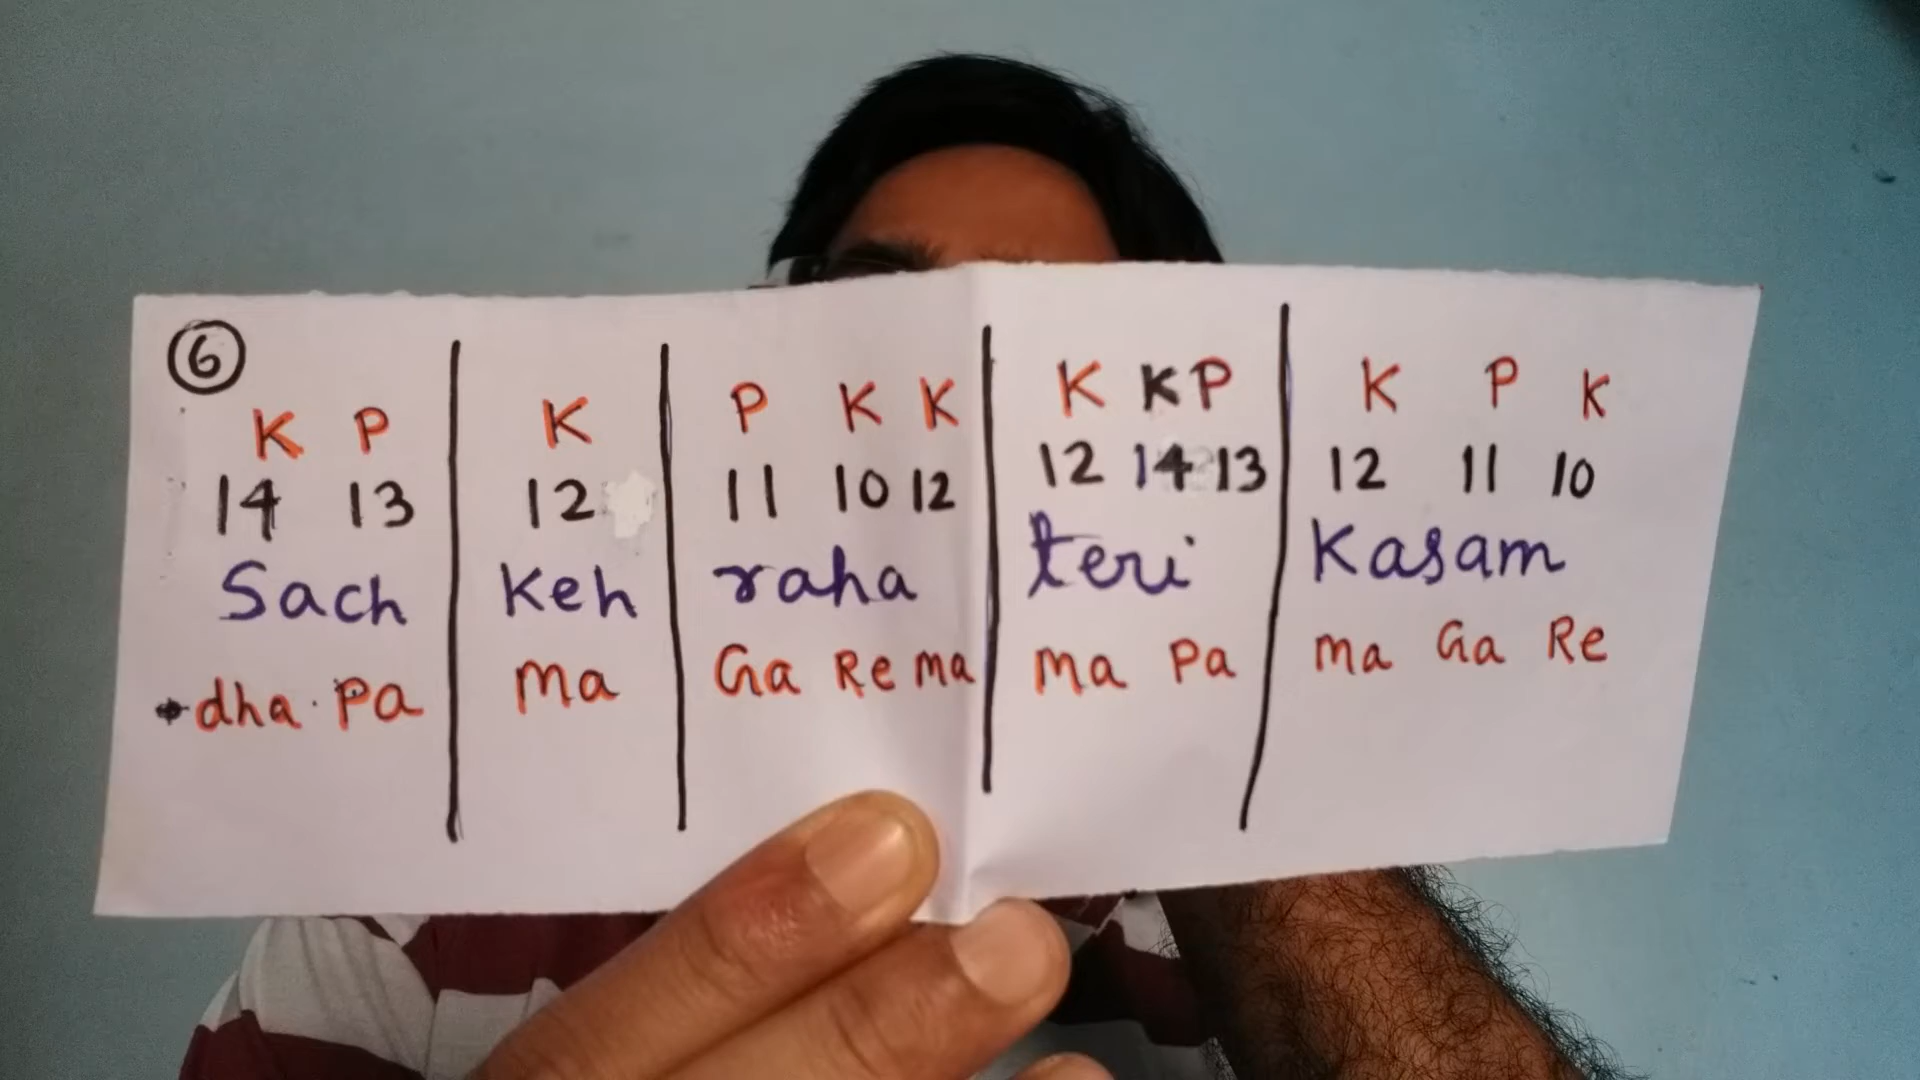 6
K P | K | P K K | K K P | K P K
14 13 | 12 | 11 10 12 | 12 14 13 | 12 11 10
Sach | Keh | raha | teri | Kasam
dha. Pa | Ma | Ga Re Ma | Ma Pa | Ma Ga Re